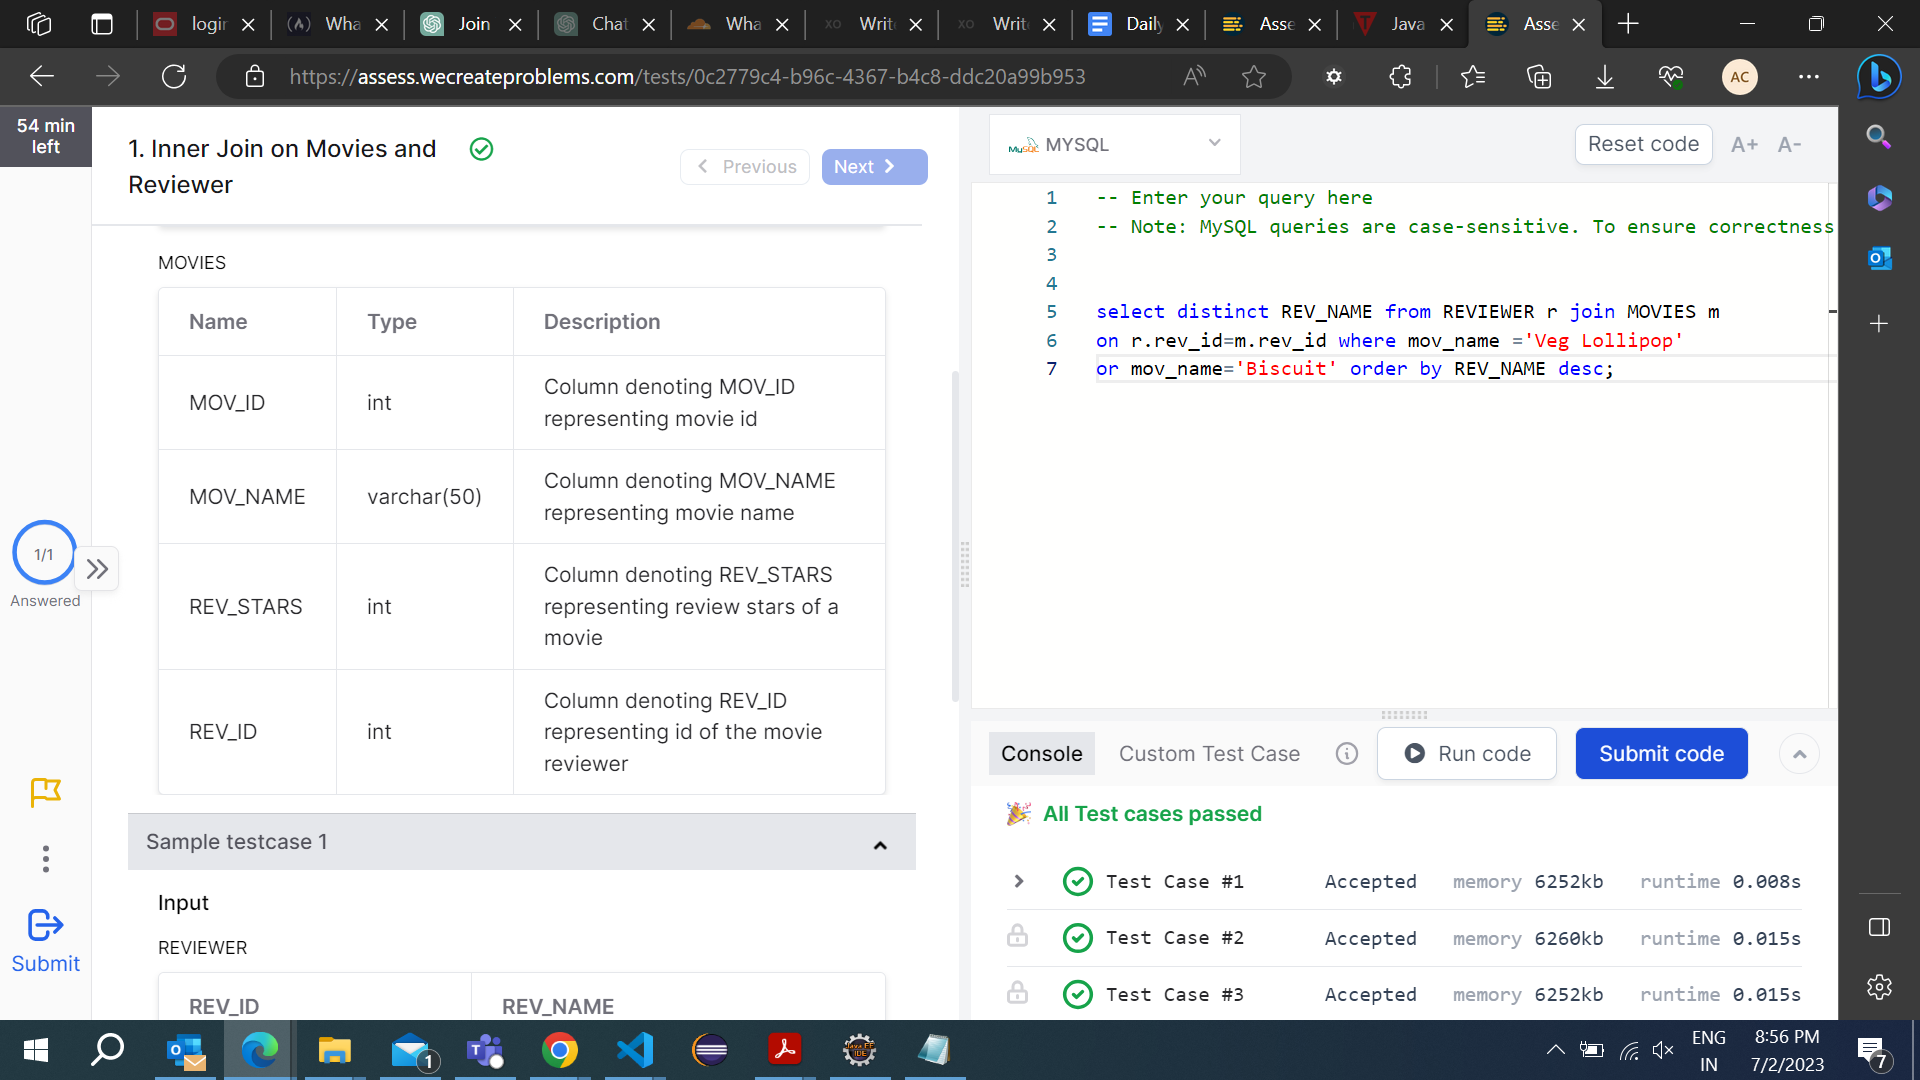 login
Wha
Join
Chat
Wha
XO
Write
XO
Write
Daily
Asse
Java
Asse
https://assess.wecreateproblems.com/tests/0c2779c4-b96c-4367-b4c8-ddc20a99b953
AC
54 min
left
1. Inner Join on Movies and
Reviewer
Previous
Next
MySQL
MYSQL
Reset code
A+
A-
MOVIES
Name
Type
Description
MOV_ID
int
Column denoting MOV_ID
representing movie id
MOV_NAME
varchar(50)
Column denoting MOV_NAME
representing movie name
REV_STARS
int
Column denoting REV_STARS
representing review stars of a
movie
REV_ID
int
Column denoting REV_ID
representing id of the movie
reviewer
1/1
Answered
Submit
Sample testcase 1
Input
REVIEWER
REV_ID
REV_NAME
1 -- Enter your query here
2 -- Note: MySQL queries are case-sensitive. To ensure correctness
3
4
5 select distinct REV_NAME from REVIEWER r join MOVIES m
6 on r.rev_id=m.rev_id where mov_name ='Veg Lollipop'
7 or mov_name='Biscuit' order by REV_NAME desc;
Console
Custom Test Case
Run code
Submit code
All Test cases passed
Test Case #1 Accepted memory 6252kb runtime 0.008s
Test Case #2 Accepted memory 6260kb runtime 0.015s
Test Case #3 Accepted memory 6252kb runtime 0.015s
1
ENG
IN
8:56 PM
7/2/2023
7